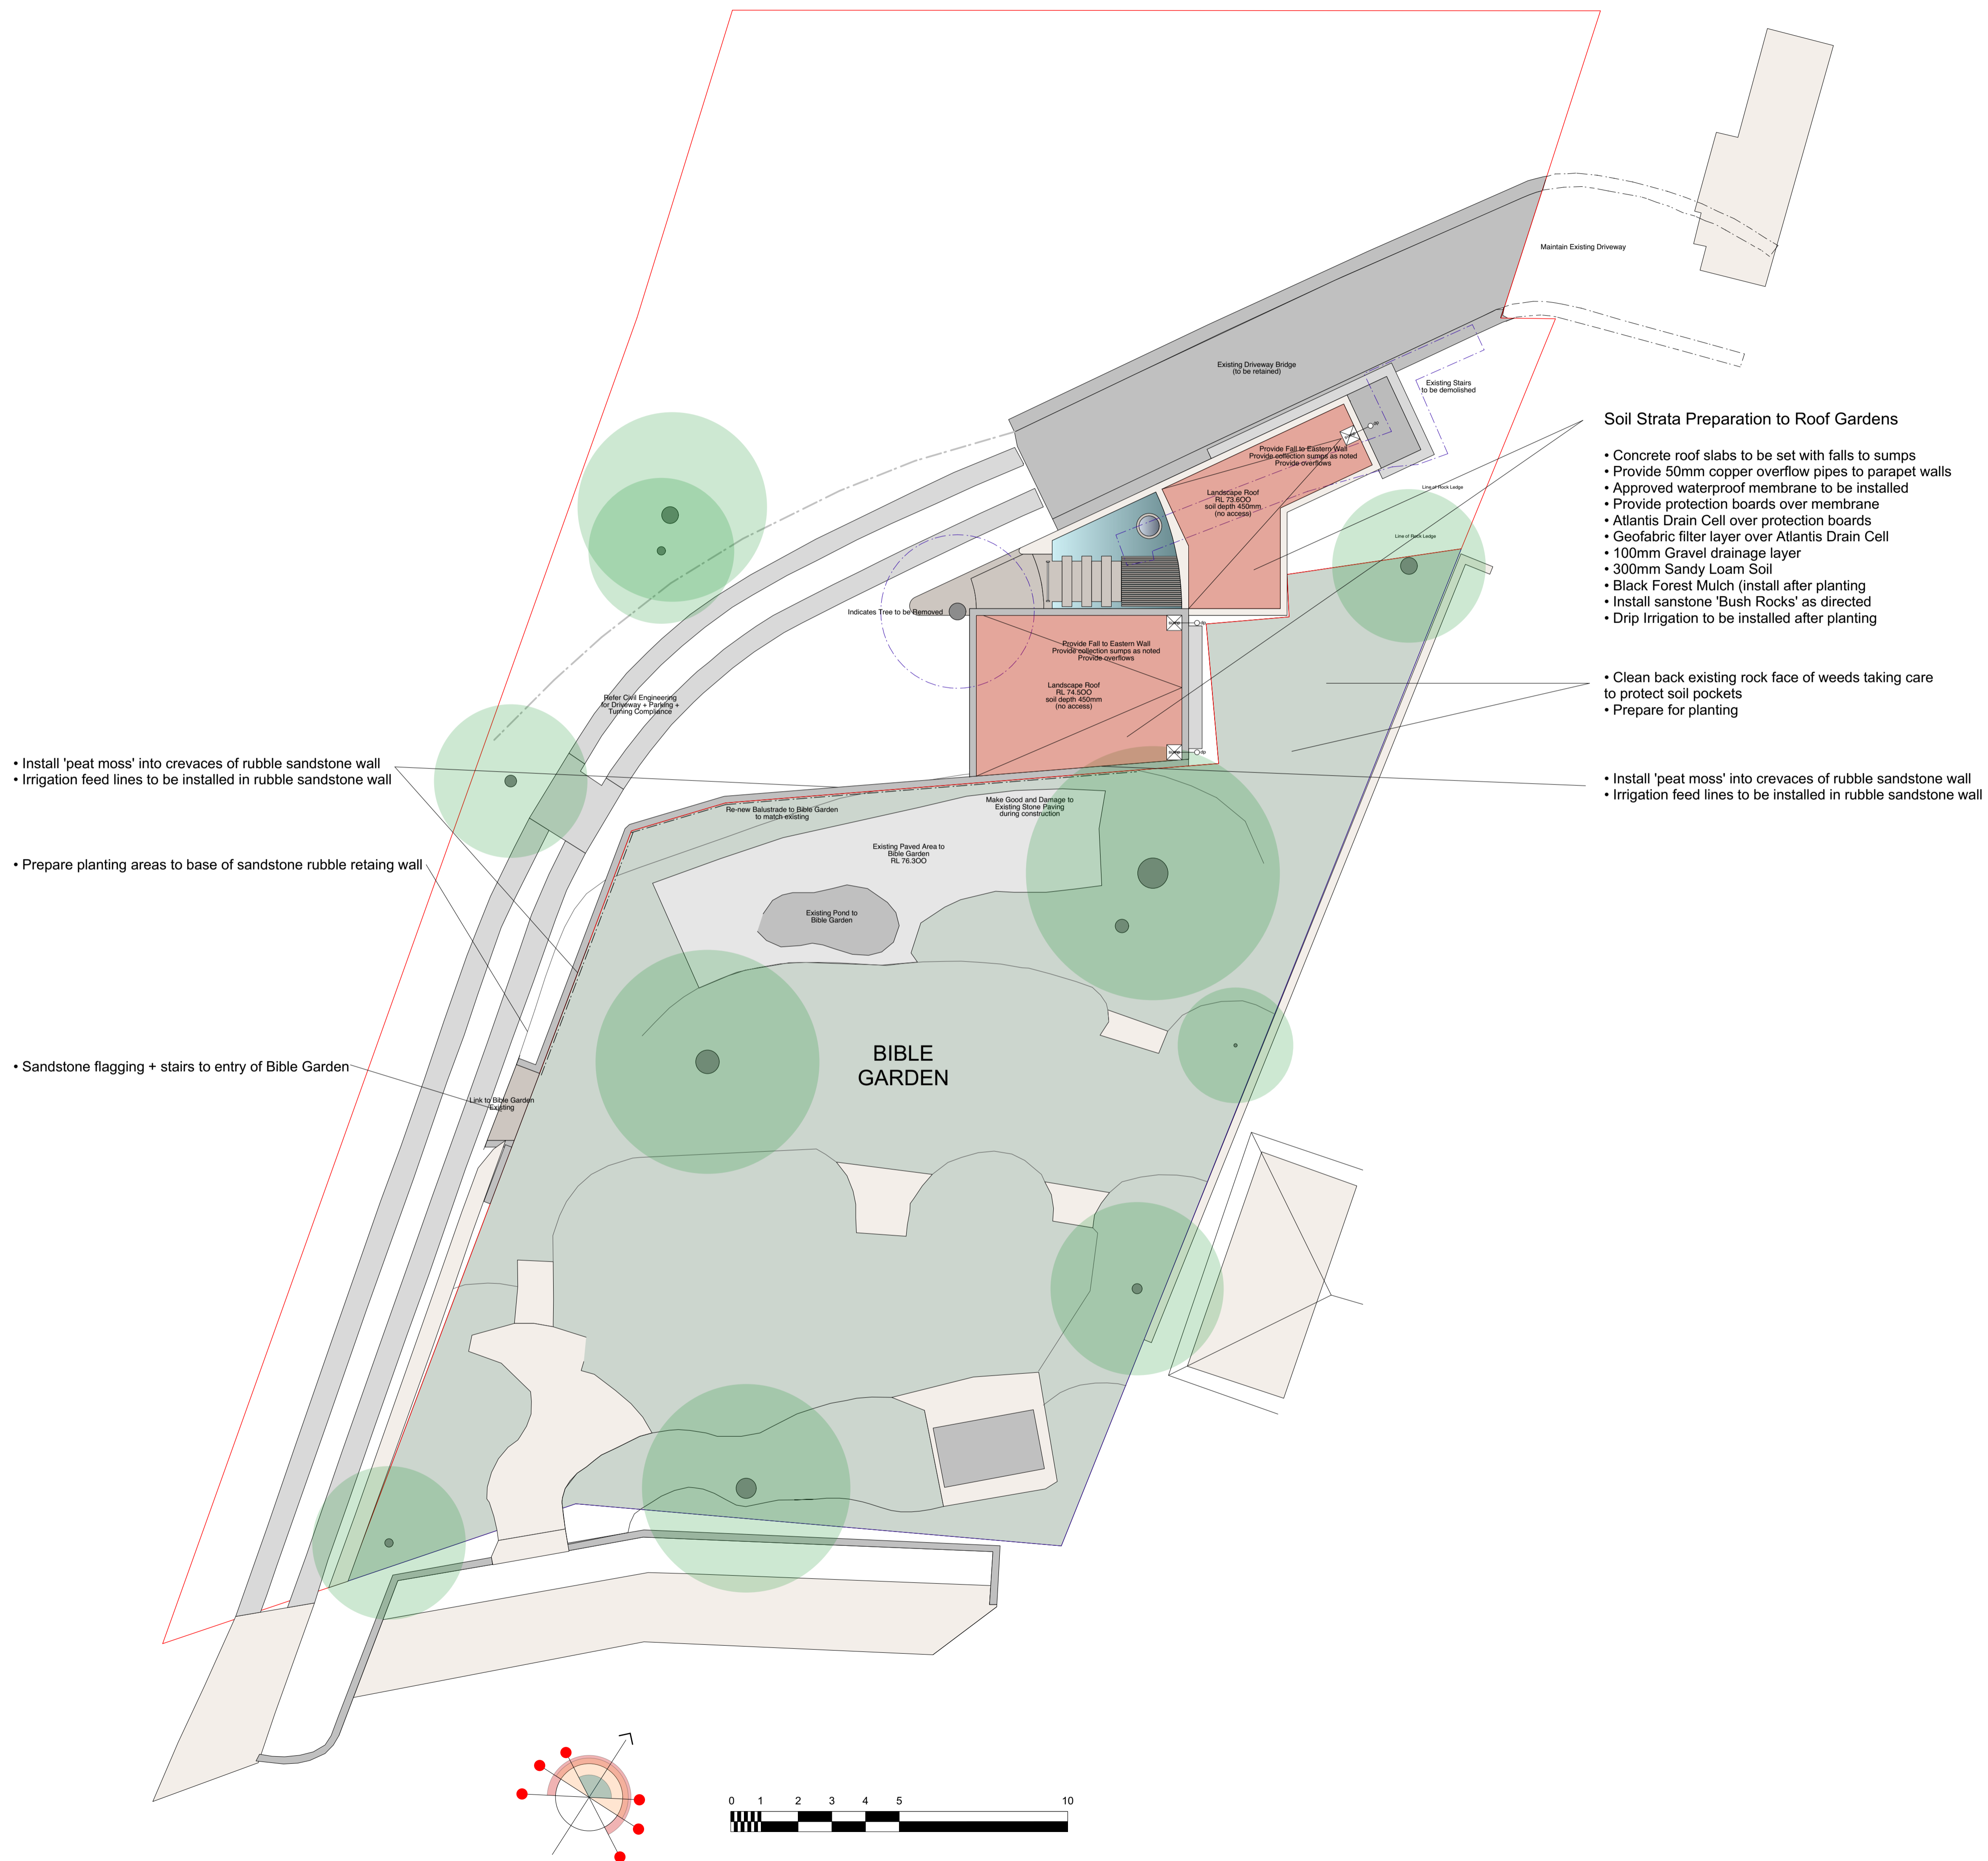 Maintain Existing Driveway
Existing Driveway Bridge
(to be retained)
Existing Stairs
to be demolished
Soil Strata Preparation to Roof Gardens
• Concrete roof slabs to be set with falls to sumps
• Provide 50mm copper overflow pipes to parapet walls
• Approved waterproof membrane to be installed
• Provide protection boards over membrane
• Atlantis Drain Cell over protection boards
• Geofabric filter layer over Atlantis Drain Cell
• 100mm Gravel drainage layer
• 300mm Sandy Loam Soil
• Black Forest Mulch (install after planting
• Install sanstone 'Bush Rocks' as directed
• Drip Irrigation to be installed after planting
dp
Provide Fall to Eastern Wall
Provide collection sumps as noted
Provide overflows
Line of Rock Ledge
Landscape Roof
RL 73.6OO
soil depth 450mm
(no access)
Line of Rock Ledge
Indicates Tree to be Removed
sump
dp
Provide Fall to Eastern Wall
Provide collection sumps as noted
Provide overflows
Landscape Roof
RL 74.5OO
soil depth 450mm
(no access)
sump
dp
• Clean back existing rock face of weeds taking care
to protect soil pockets
• Prepare for planting
Refer Civil Engineering
for Driveway + Parking +
Turning Compliance
• Install 'peat moss' into crevaces of rubble sandstone wall
• Irrigation feed lines to be installed in rubble sandstone wall
• Install 'peat moss' into crevaces of rubble sandstone wall
• Irrigation feed lines to be installed in rubble sandstone wall
Re-new Balustrade to Bible Garden
to match existing
Make Good and Damage to
Existing Stone Paving
during construction
Existing Paved Area to
Bible Garden
RL 76.3OO
• Prepare planting areas to base of sandstone rubble retaing wall
Existing Pond to
Bible Garden
BIBLE
GARDEN
• Sandstone flagging + stairs to entry of Bible Garden
Link to Bible Garden
Existing
0 1 2 3 4 5 10